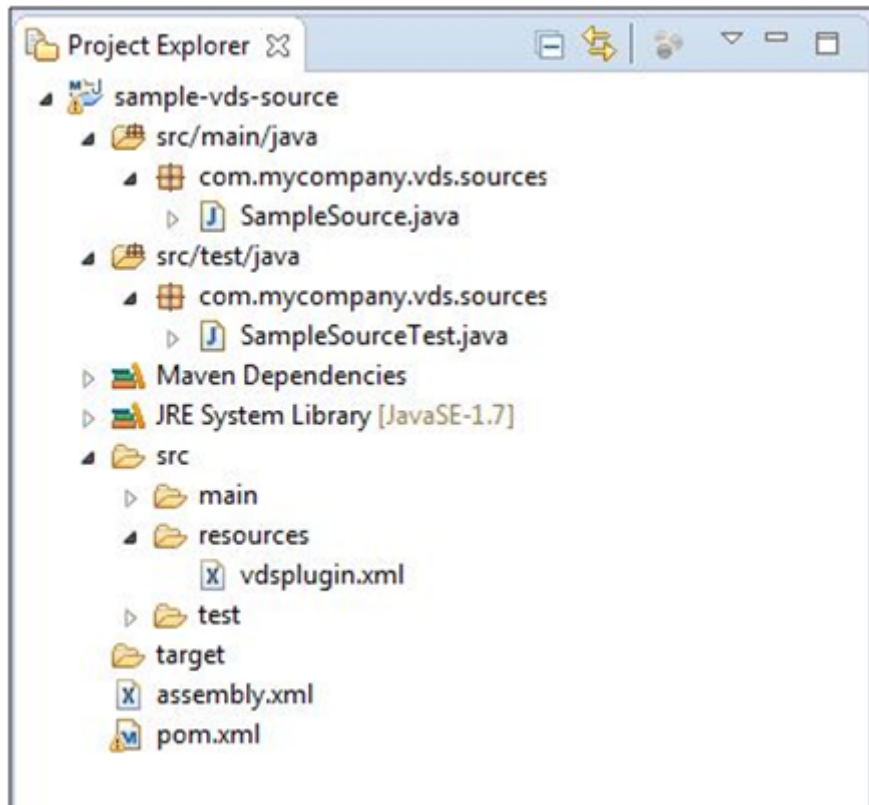 Project Explorer
sample-vds-source
src/main/java
com.mycompany.vds.sources
SampleSource.java
src/test/java
com.mycompany.vds.sources
SampleSourceTest.java
Maven Dependencies
JRE System Library [JavaSE-1.7]
src
main
resources
vdsplugin.xml
test
target
assembly.xml
pom.xml